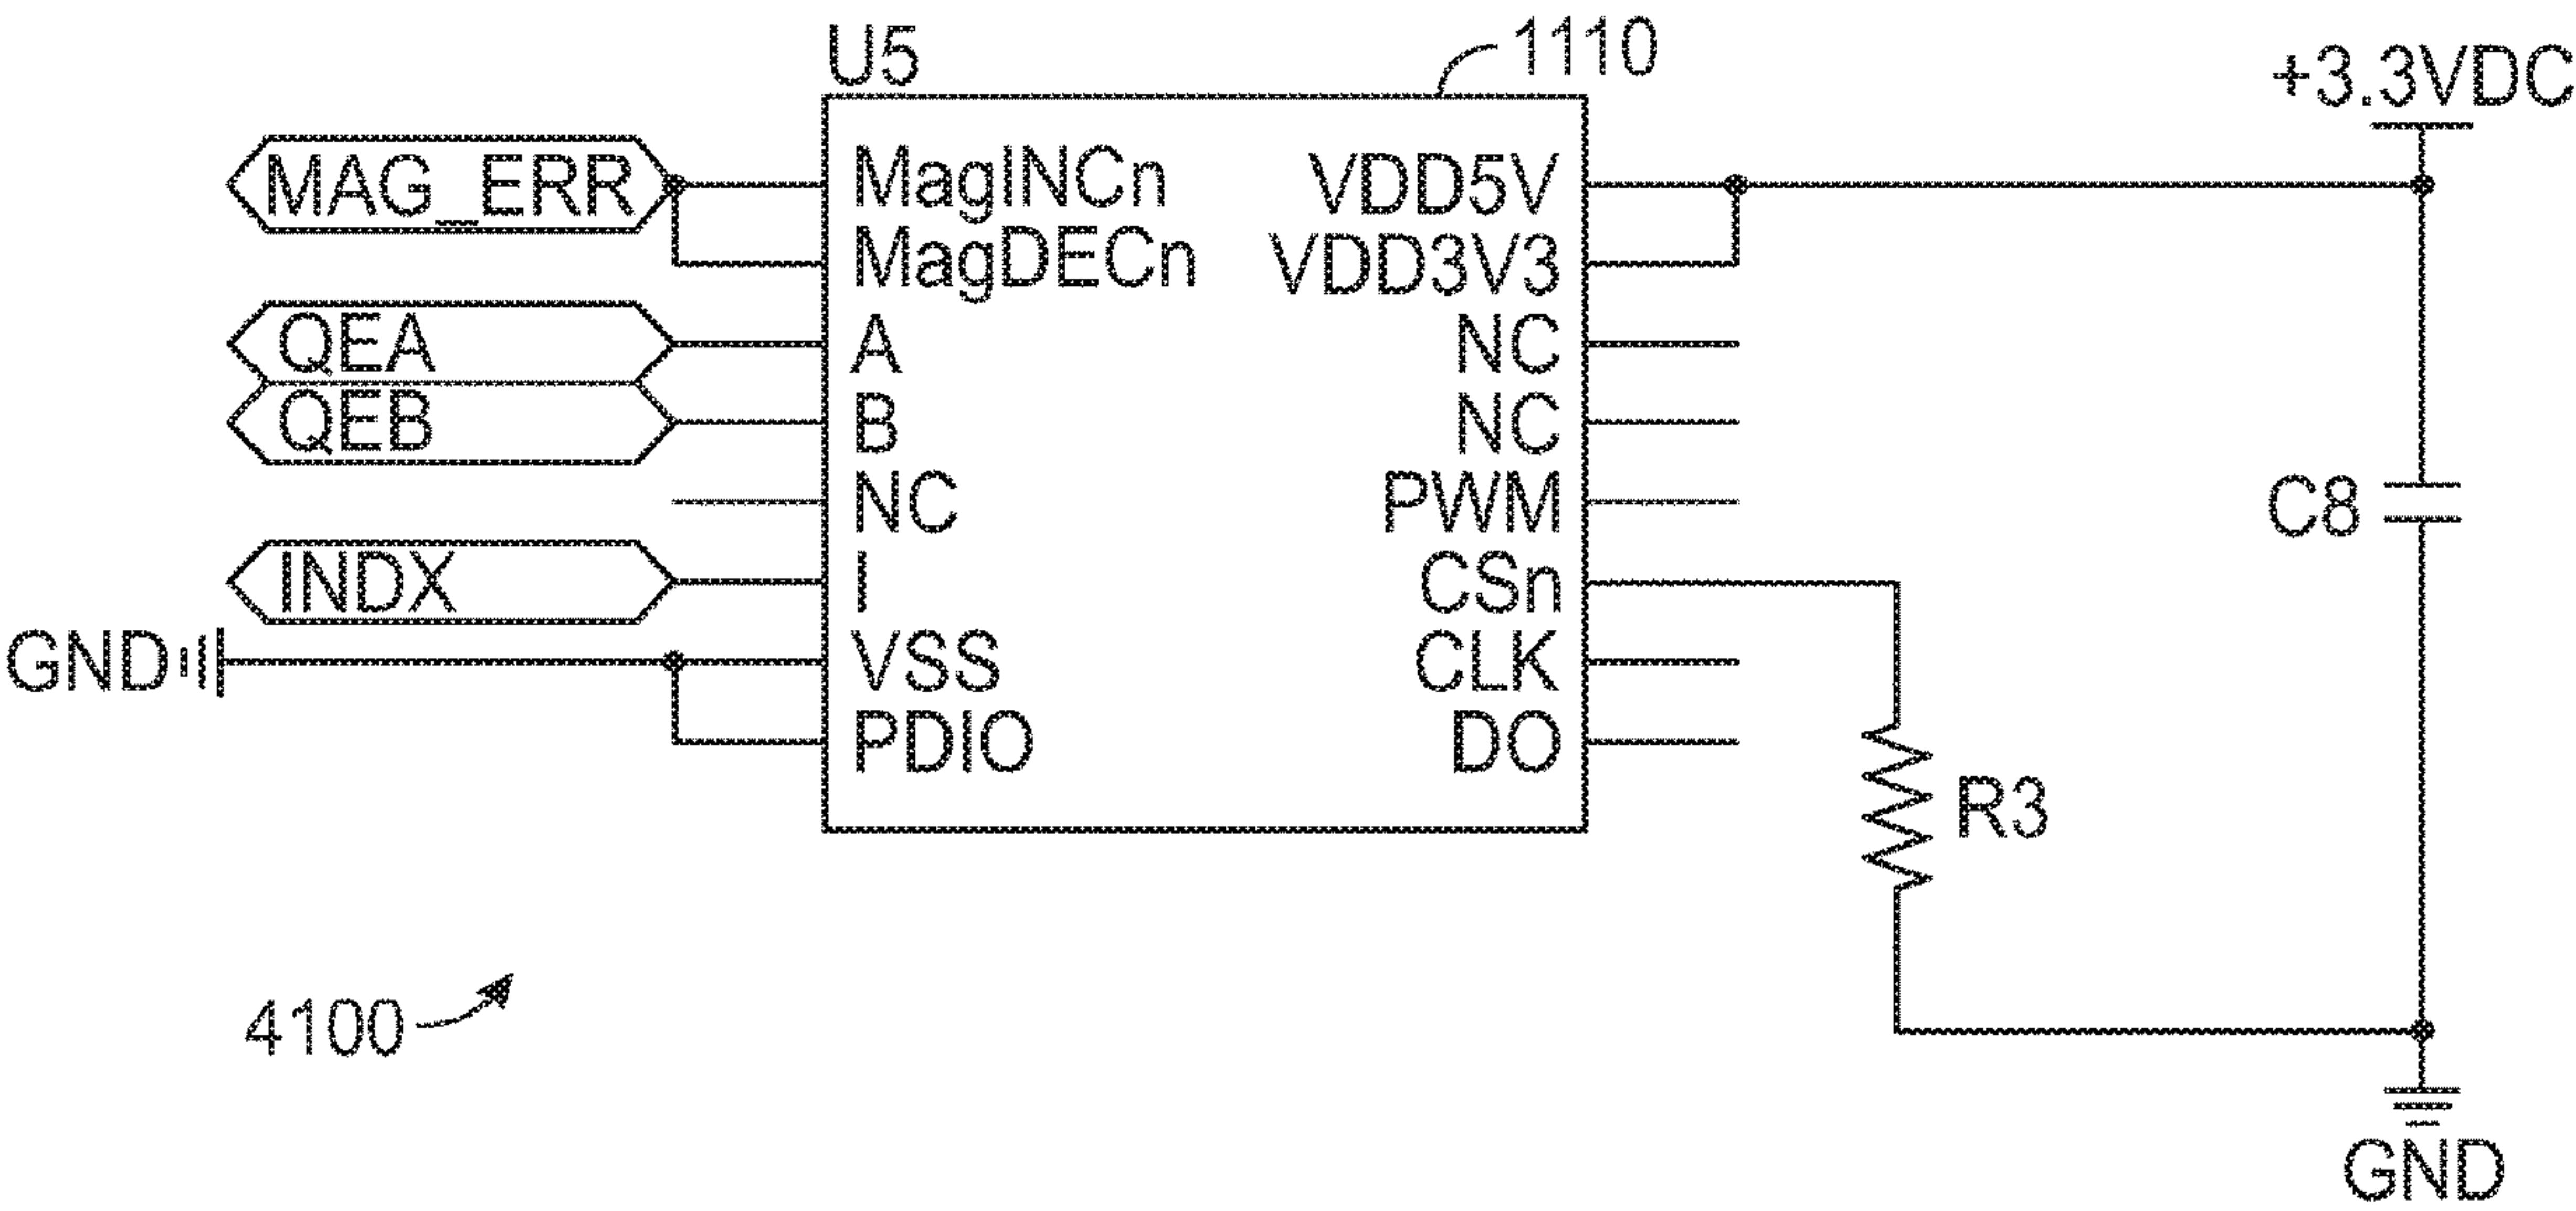 U5
1110
+3.3VDC
MAG_ERR
MagINCn
VDD5V
MagDECn
VDD3V3
QEA
A
NC
QEB
B
NC
NC
PWM
C8
INDX
I
CSn
GND
VSS
CLK
PDIO
DO
R3
4100
GND